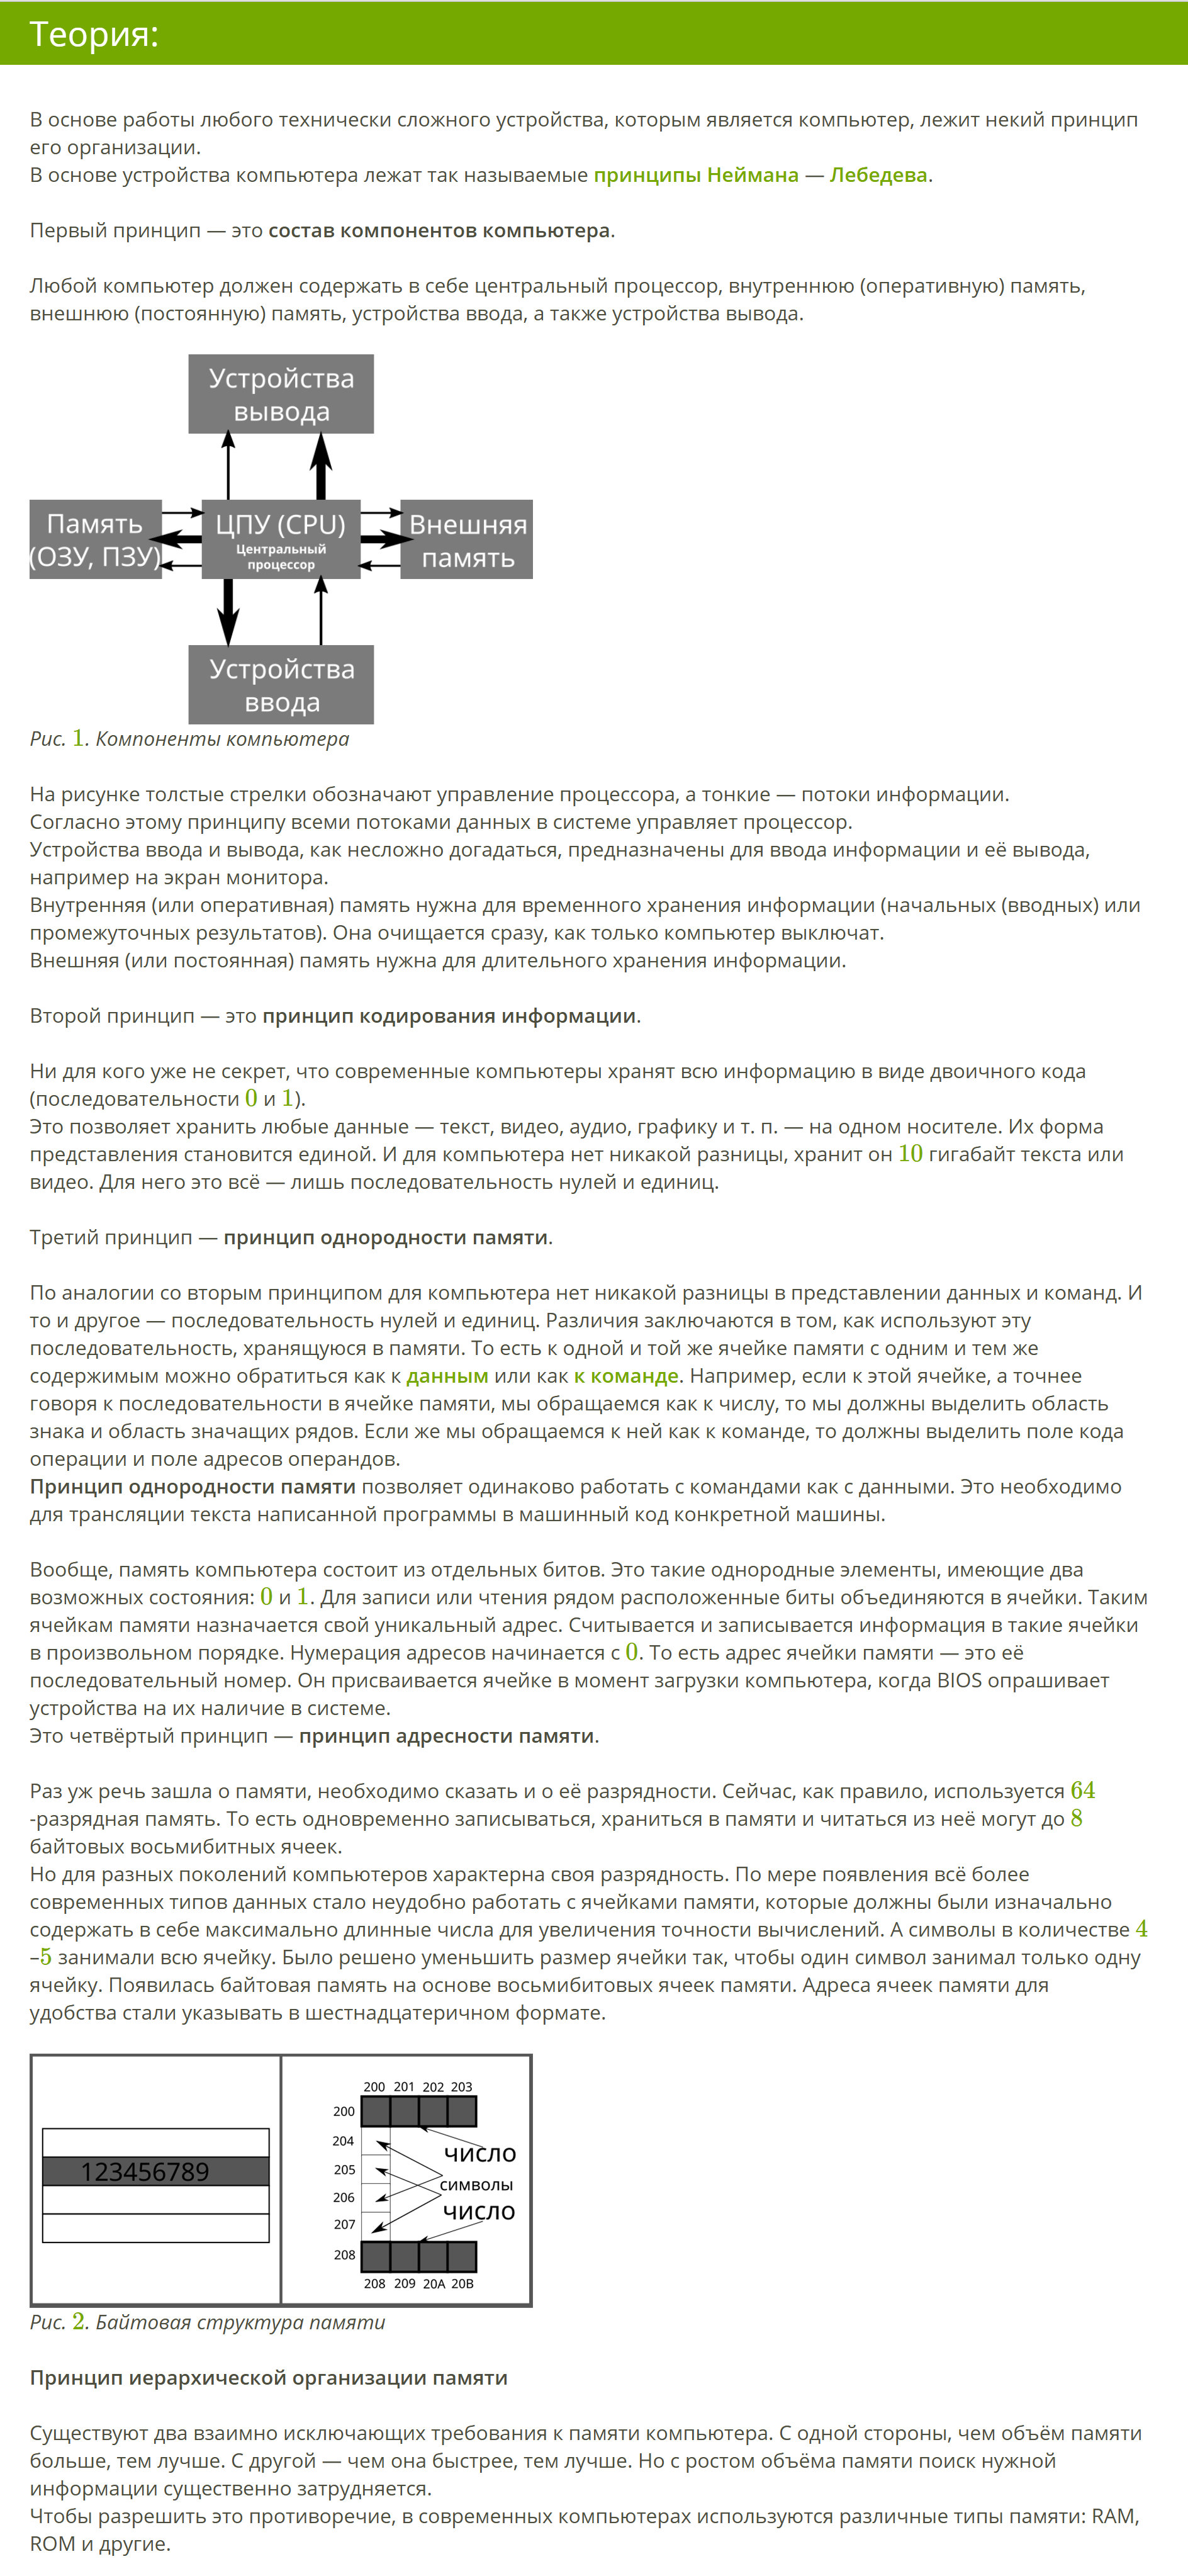 Теория:
В основе работы любого технически сложного устройства, которым является компьютер, лежит некий принцип
его организации.
В основе устройства компьютера лежат так называемые принципы Неймана — Лебедева.
Первый принцип — это состав компонентов компьютера.
Любой компьютер должен содержать в себе центральный процессор, внутреннюю (оперативную) память,
внешнюю (постоянную) память, устройства ввода, а также устройства вывода.
Устройства
вывода
Память
(ОЗУ, ПЗУ)
ЦПУ (CPU)
Центральный
процессор
Внешняя
память
Устройства
ввода
Рис. 1. Компоненты компьютера
На рисунке толстые стрелки обозначают управление процессора, а тонкие — потоки информации.
Согласно этому принципу всеми потоками данных в системе управляет процессор.
Устройства ввода и вывода, как несложно догадаться, предназначены для ввода информации и её вывода,
например на экран монитора.
Внутренняя (или оперативная) память нужна для временного хранения информации (начальных (вводных) или
промежуточных результатов). Она очищается сразу, как только компьютер выключат.
Внешняя (или постоянная) память нужна для длительного хранения информации.
Второй принцип — это принцип кодирования информации.
Ни для кого уже не секрет, что современные компьютеры хранят всю информацию в виде двоичного кода
(последовательности 0 и 1).
Это позволяет хранить любые данные — текст, видео, аудио, графику и т. п. — на одном носителе. Их форма
представления становится единой. И для компьютера нет никакой разницы, хранит он 10 гигабайт текста или
видео. Для него это всё — лишь последовательность нулей и единиц.
Третий принцип — принцип однородности памяти.
По аналогии со вторым принципом для компьютера нет никакой разницы в представлении данных и команд. И
то и другое — последовательность нулей и единиц. Различия заключаются в том, как используют эту
последовательность, хранящуюся в памяти. То есть к одной и той же ячейке памяти с одним и тем же
содержимым можно обратиться как к данным или как к команде. Например, если к этой ячейке, а точнее
говоря к последовательности в ячейке памяти, мы обращаемся как к числу, то мы должны выделить область
знака и область значащих рядов. Если же мы обращаемся к ней как к команде, то должны выделить поле кода
операции и поле адресов операндов.
Принцип однородности памяти позволяет одинаково работать с командами как с данными. Это необходимо
для трансляции текста написанной программы в машинный код конкретной машины.
Вообще, память компьютера состоит из отдельных битов. Это такие однородные элементы, имеющие два
возможных состояния: 0 и 1. Для записи или чтения рядом расположенные биты объединяются в ячейки. Таким
ячейкам памяти назначается свой уникальный адрес. Считывается и записывается информация в такие ячейки
в произвольном порядке. Нумерация адресов начинается с 0. То есть адрес ячейки памяти — это её
последовательный номер. Он присваивается ячейке в момент загрузки компьютера, когда BIOS опрашивает
устройства на их наличие в системе.
Это четвёртый принцип — принцип адресности памяти.
Раз уж речь зашла о памяти, необходимо сказать и о её разрядности. Сейчас, как правило, используется 64
-разрядная память. То есть одновременно записываться, храниться в памяти и читаться из неё могут до 8
байтовых восьмибитных ячеек.
Но для разных поколений компьютеров характерна своя разрядность. По мере появления всё более
современных типов данных стало неудобно работать с ячейками памяти, которые должны были изначально
содержать в себе максимально длинные числа для увеличения точности вычислений. А символы в количестве 4
–5 занимали всю ячейку. Было решено уменьшить размер ячейки так, чтобы один символ занимал только одну
ячейку. Появилась байтовая память на основе восьмибитовых ячеек памяти. Адреса ячеек памяти для
удобства стали указывать в шестнадцатеричном формате.
123456789
200 201 202 203
200
204
число
205
символы
206
число
207
208
208 209 20A 20B
Рис. 2. Байтовая структура памяти
Принцип иерархической организации памяти
Существуют два взаимно исключающих требования к памяти компьютера. С одной стороны, чем объём памяти
больше, тем лучше. С другой — чем она быстрее, тем лучше. Но с ростом объёма памяти поиск нужной
информации существенно затрудняется.
Чтобы разрешить это противоречие, в современных компьютерах используются различные типы памяти: RAM,
ROM и другие.